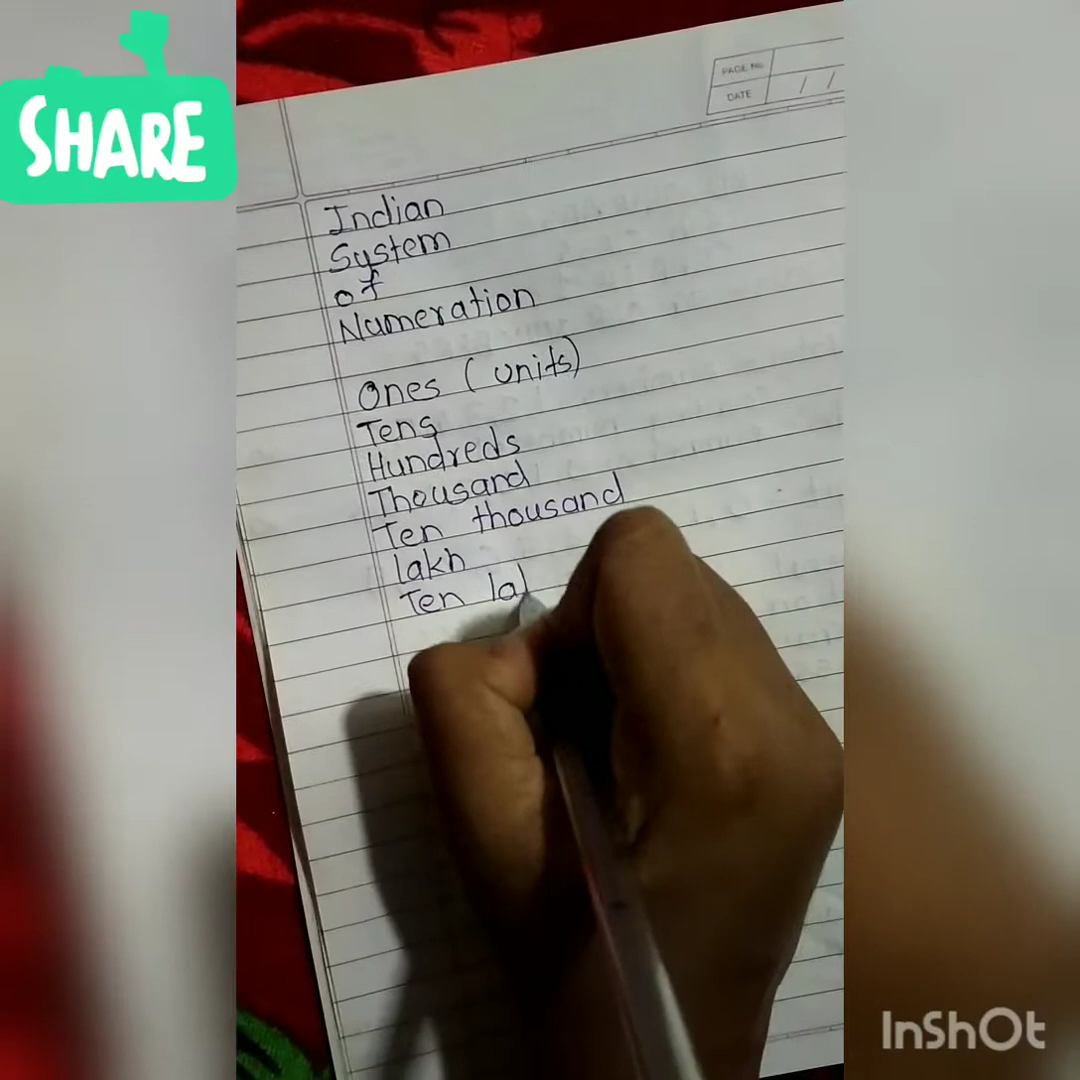 SHARE
PAGE No.
DATE / /
Indian
System
of
Numeration
Ones (units)
Tens
Hundreds
Thousand
Ten thousand
lakh
Ten la
InShOt